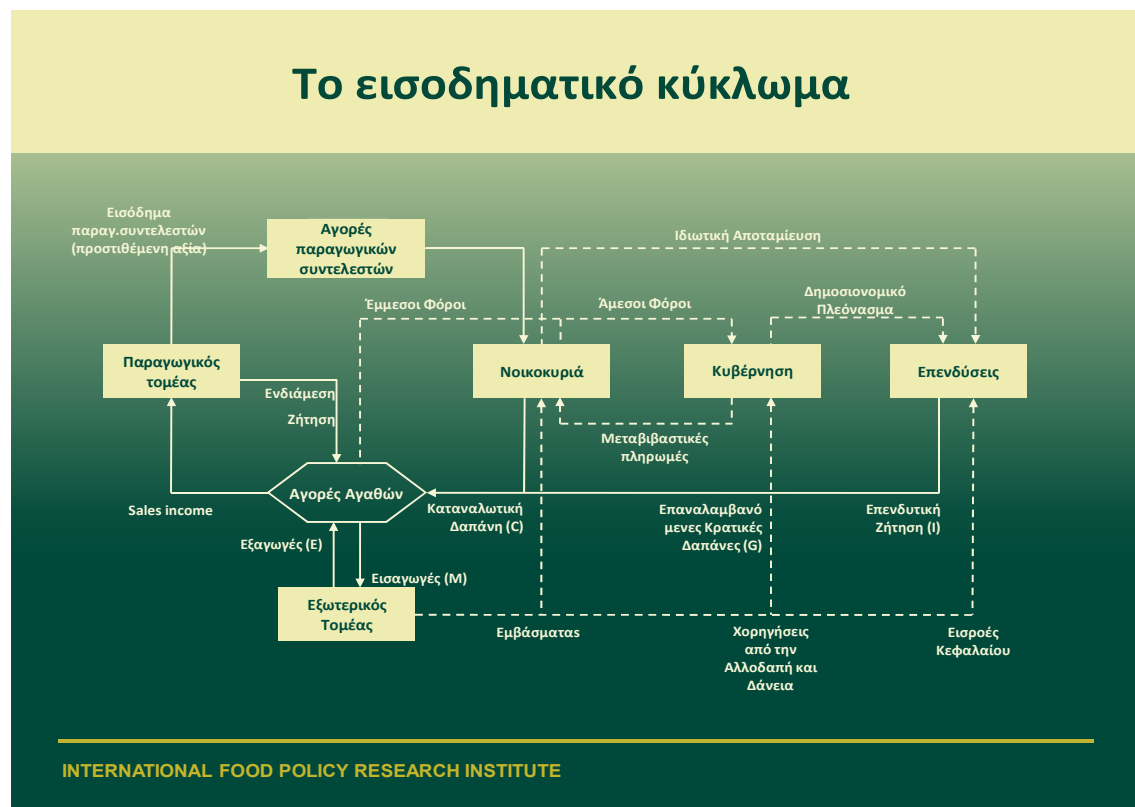 Το εισοδηματικό κύκλωμα
Εισόδημα
παραγ.συντελεστών
(προστιθέμενη αξία)
Αγορές
παραγωγικών
συντελεστών
Ιδιωτική Αποταμίευση
Έμμεσοι Φόροι
Άμεσοι Φόροι
Δημοσιονομικό
Πλεόνασμα
Παραγωγικός
τομέας
Νοικοκυριά
Κυβέρνηση
Επενδύσεις
Ενδιάμεση
Ζήτηση
Μεταβιβαστικές
πληρωμές
Αγορές Αγαθών
Sales income
Καταναλωτική
Δαπάνη (C)
Επαναλαμβανό
μενες Κρατικές
Δαπάνες (G)
Επενδυτική
Ζήτηση (I)
Εξαγωγές (E)
Εισαγωγές (M)
Εξωτερικός
Τομέας
Εμβάσματαs
Χορηγήσεις
από την
Αλλοδαπή και
Δάνεια
Εισροές
Κεφαλαίου
INTERNATIONAL FOOD POLICY RESEARCH INSTITUTE